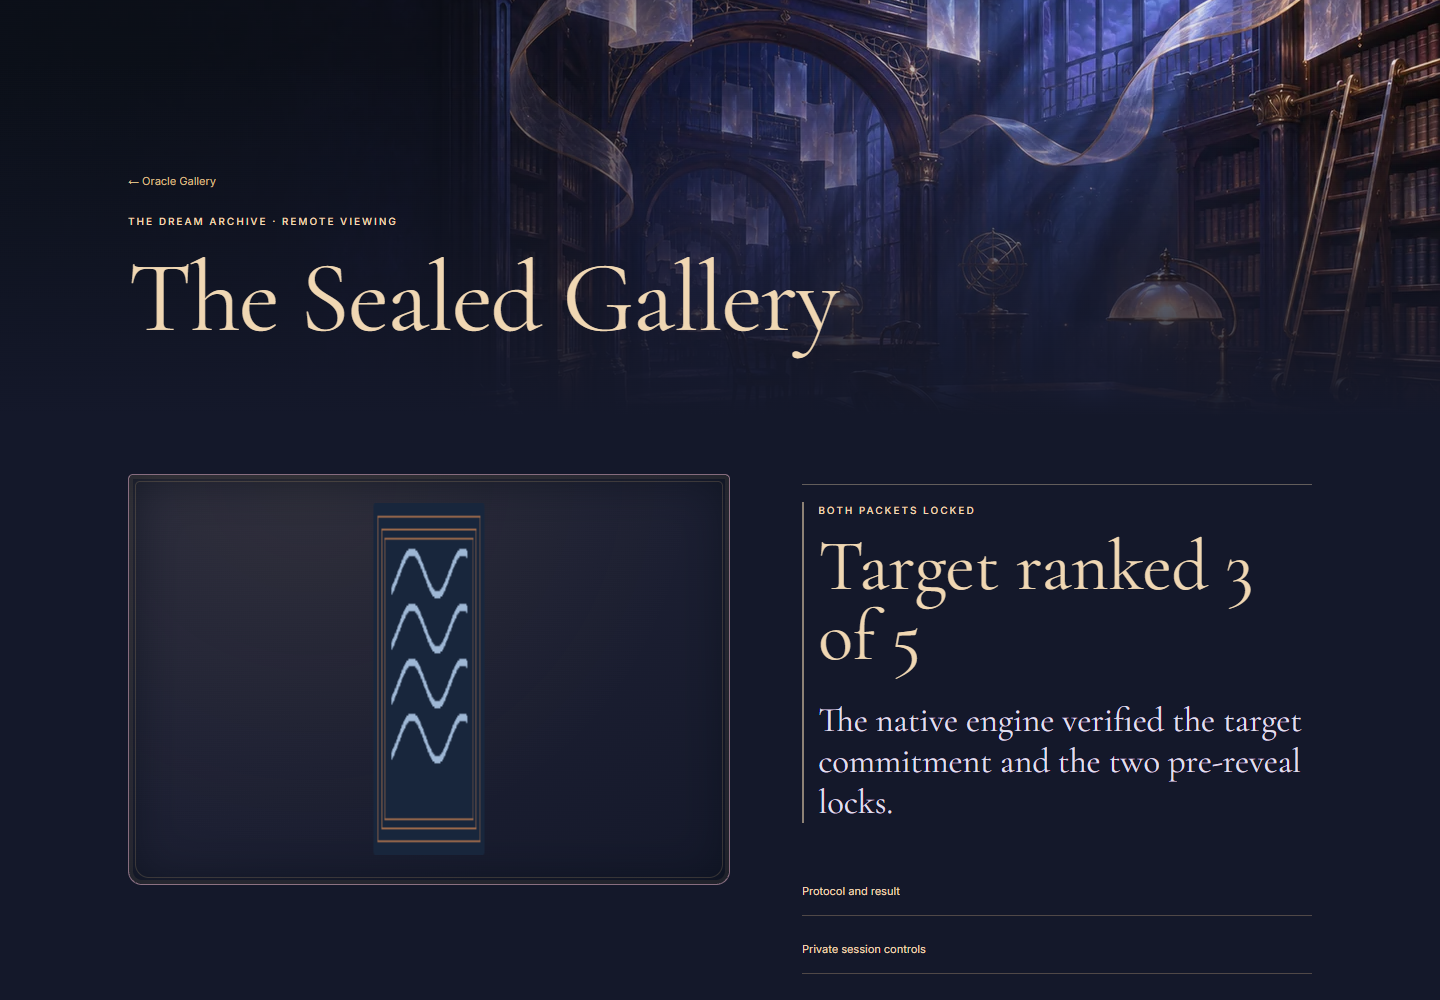 ← Oracle Gallery
THE DREAM ARCHIVE · REMOTE VIEWING
The Sealed Gallery
BOTH PACKETS LOCKED
Target ranked 3
of 5
The native engine verified the target
commitment and the two pre-reveal
locks.
Protocol and result
Private session controls